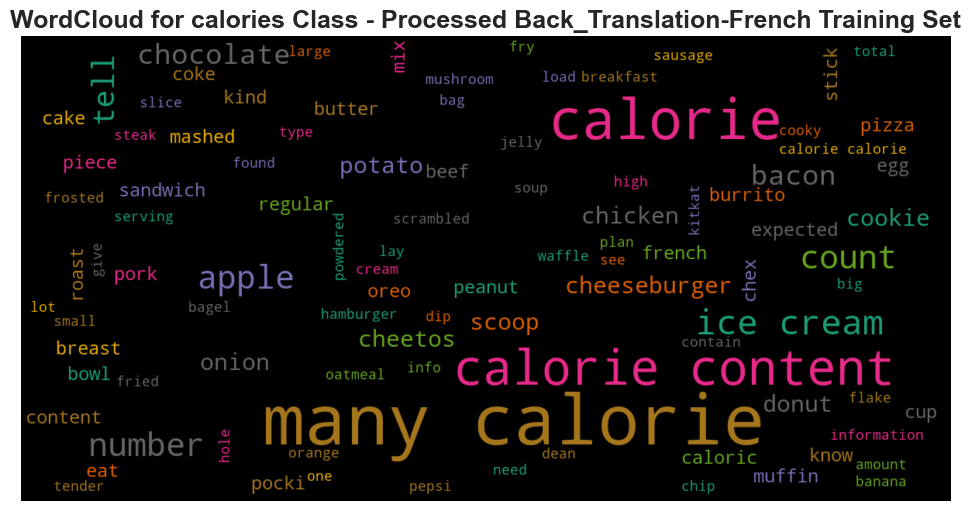 WordCloud for calories Class - Processed Back_Translation-French Training Set
chocolate large mix fry sausage total
tell coke mushroom load breakfast stick
slice kind bag butter calorie
cake steak mashed type jelly cooky pizza
calorie calorie
piece found potato beef bacon egg
frosted sandwich soup high kitkat burrito
serving regular scrambled chicken expected cookie
powdered lay waffle plan french count
roast give pork apple cream see chex big
oreo peanut cheeseburger
lot small bagel hamburger dip scoop ice cream
breast onion cheetos contain
bowl fried oatmeal info calorie content
content many calorie donut flake cup
number hole orange dean information
eat need caloric know amount
tender pocki one pepsi chip muffin banana